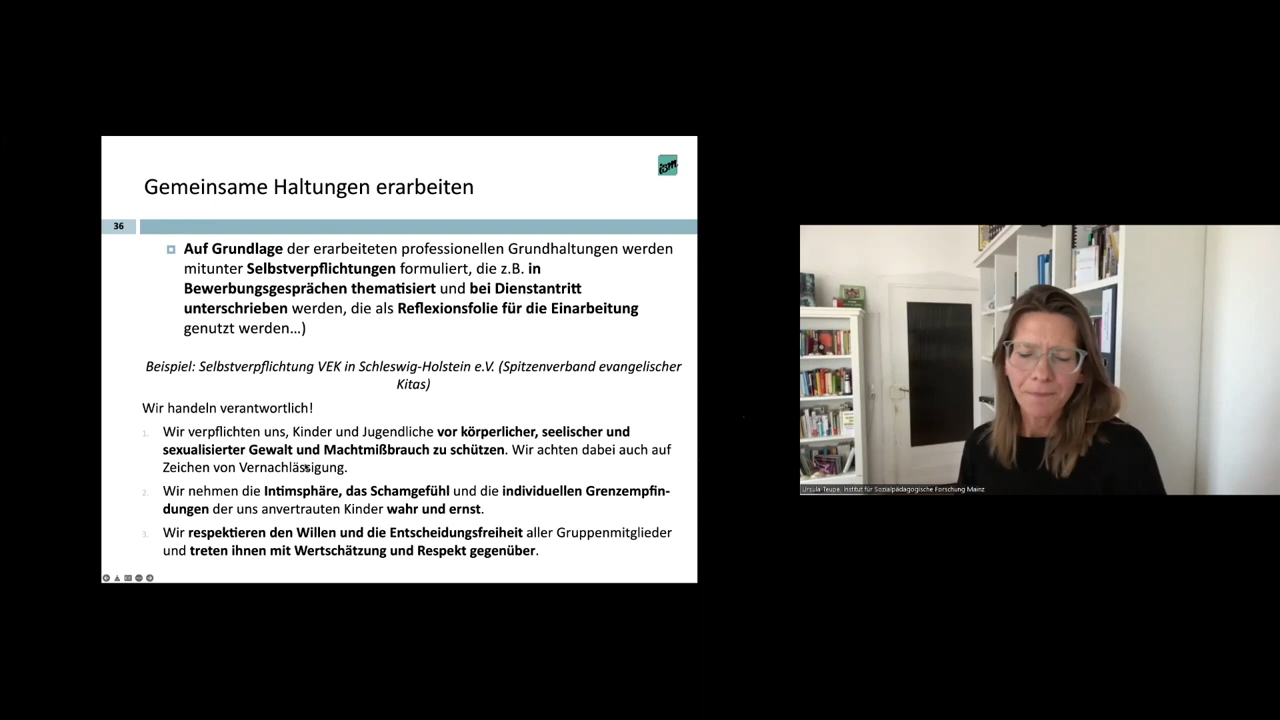 ism
Gemeinsame Haltungen erarbeiten
36
Auf Grundlage der erarbeiteten professionellen Grundhaltungen werden
mitunter Selbstverpflichtungen formuliert, die z.B. in
Bewerbungsgesprächen thematisiert und bei Dienstantritt
unterschrieben werden, die als Reflexionsfolie für die Einarbeitung
genutzt werden…)
Beispiel: Selbstverpflichtung VEK in Schleswig-Holstein e.V. (Spitzenverband evangelischer
Kitas)
Wir handeln verantwortlich!
1. Wir verpflichten uns, Kinder und Jugendliche vor körperlicher, seelischer und
sexualisierter Gewalt und Machtmißbrauch zu schützen. Wir achten dabei auch auf
Zeichen von Vernachlässigung.
2. Wir nehmen die Intimsphäre, das Schamgefühl und die individuellen Grenzempfin-
dungen der uns anvertrauten Kinder wahr und ernst.
3. Wir respektieren den Willen und die Entscheidungsfreiheit aller Gruppenmitglieder
und treten ihnen mit Wertschätzung und Respekt gegenüber.
Ursula Teupe, Institut für Sozialpädagogische Forschung Mainz